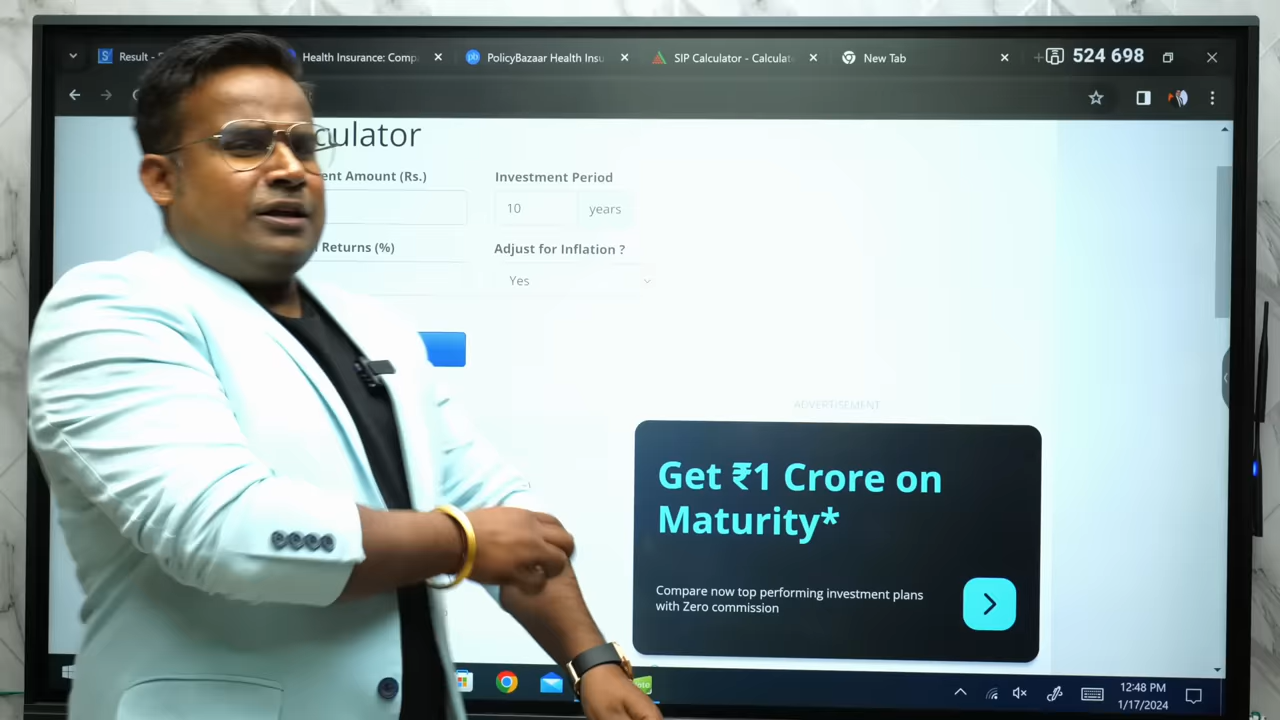 Result - S
Health Insurance: Comp
PolicyBazaar Health Insu
SIP Calculator - Calculat
New Tab
524 698
culator
ent Amount (Rs.)
Investment Period
10
years
Returns (%)
Adjust for Inflation ?
Yes
ADVERTISEMENT
Get ₹1 Crore on
Maturity*
Compare now top performing investment plans
with Zero commission
12:48 PM
1/17/2024